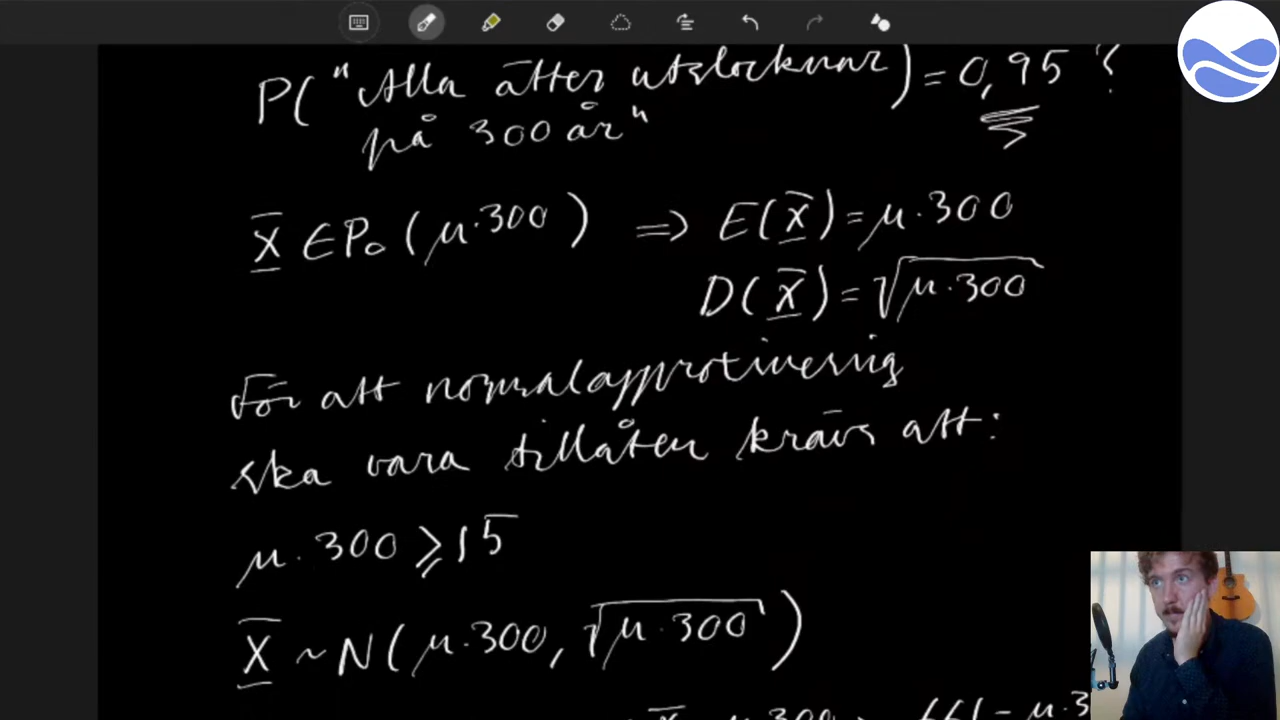 P("Alla ätter utslocknar) = 0,95 ?
på 300 år"
X ∈ Po(μ·300) ⇒ E(X) = μ·300
D(X) = √μ·300
För att normalapprotinering
ska vara tillåten krävs att:
μ·300 ≥ 15
X ~ N(μ·300, √μ·300)